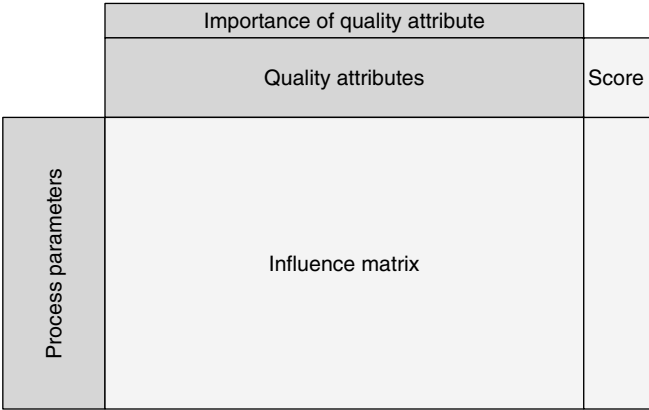 Importance of quality attribute
Quality attributes
Score
Process parameters
Influence matrix